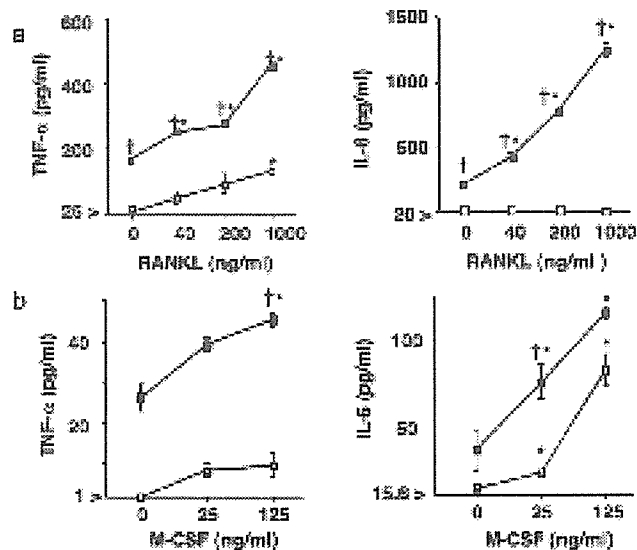 a
TNF-α (pg/ml)
600
400
200
20 >
0 40 200 1000
RANKL (ng/ml)
†
†*
†*
†*
*
IL-6 (pg/ml)
1500
1000
500
20 >
0 40 200 1000
RANKL (ng/ml)
†
†*
†*
†*
b
TNF-α (pg/ml)
40
20
1 >
0 25 125
M-CSF (ng/ml)
†*
IL-6 (pg/ml)
100
50
15.6 >
0 25 125
M-CSF (ng/ml)
†*
*
*
*